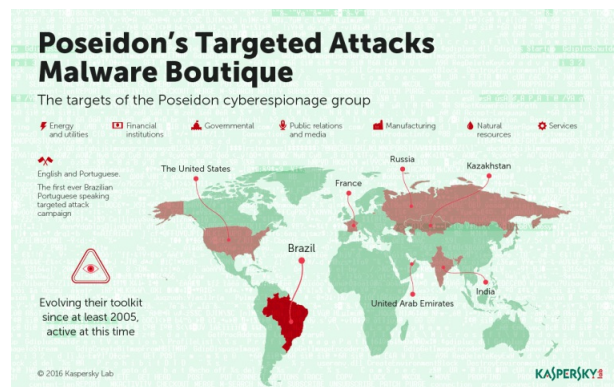 Poseidon's Targeted Attacks
Malware Boutique
The targets of the Poseidon cyberespionage group
Energy
and utilities
Financial
institutions
Governmental
Public relations
and media
Manufacturing
Natural
resources
Services
English and Portuguese.
The first ever Brazilian
Portuguese speaking
targeted attack
campaign
The United States
France
Russia
Kazakhstan
Brazil
United Arab Emirates
India
Evolving their toolkit
since at least 2005,
active at this time
© 2016 Kaspersky Lab
KASPERSKY lab